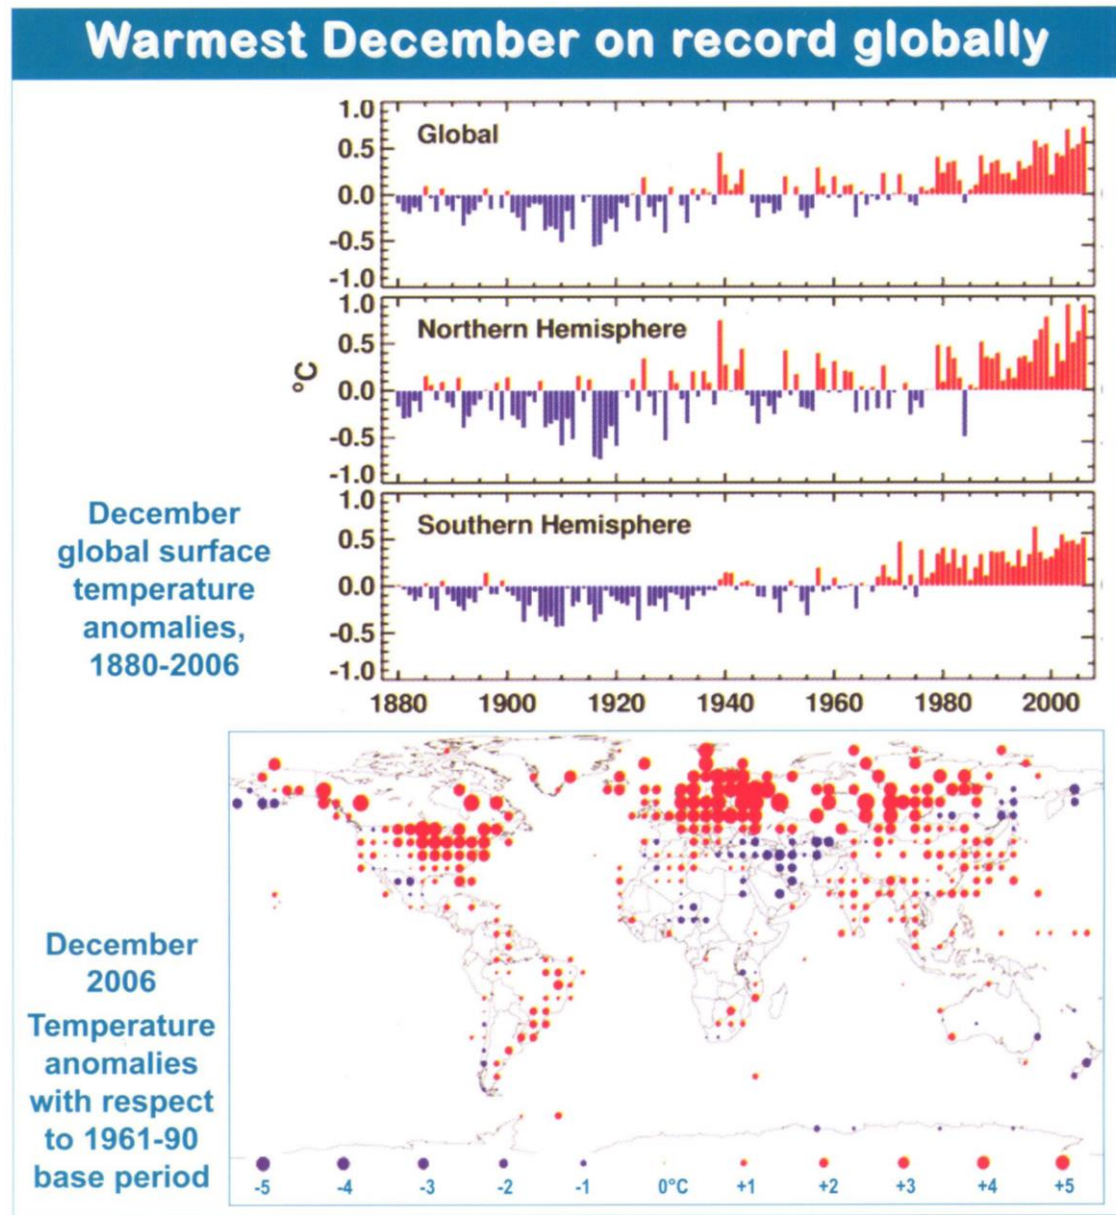 Warmest December on record globally
1.0
0.5
0.0
-0.5
-1.0
Global
1.0
0.5
0.0
-0.5
-1.0
Northern Hemisphere
°C
1.0
0.5
0.0
-0.5
-1.0
Southern Hemisphere
1880 1900 1920 1940 1960 1980 2000
December
global surface
temperature
anomalies,
1880-2006
December
2006
Temperature
anomalies
with respect
to 1961-90
base period
-5 -4 -3 -2 -1 0°C +1 +2 +3 +4 +5